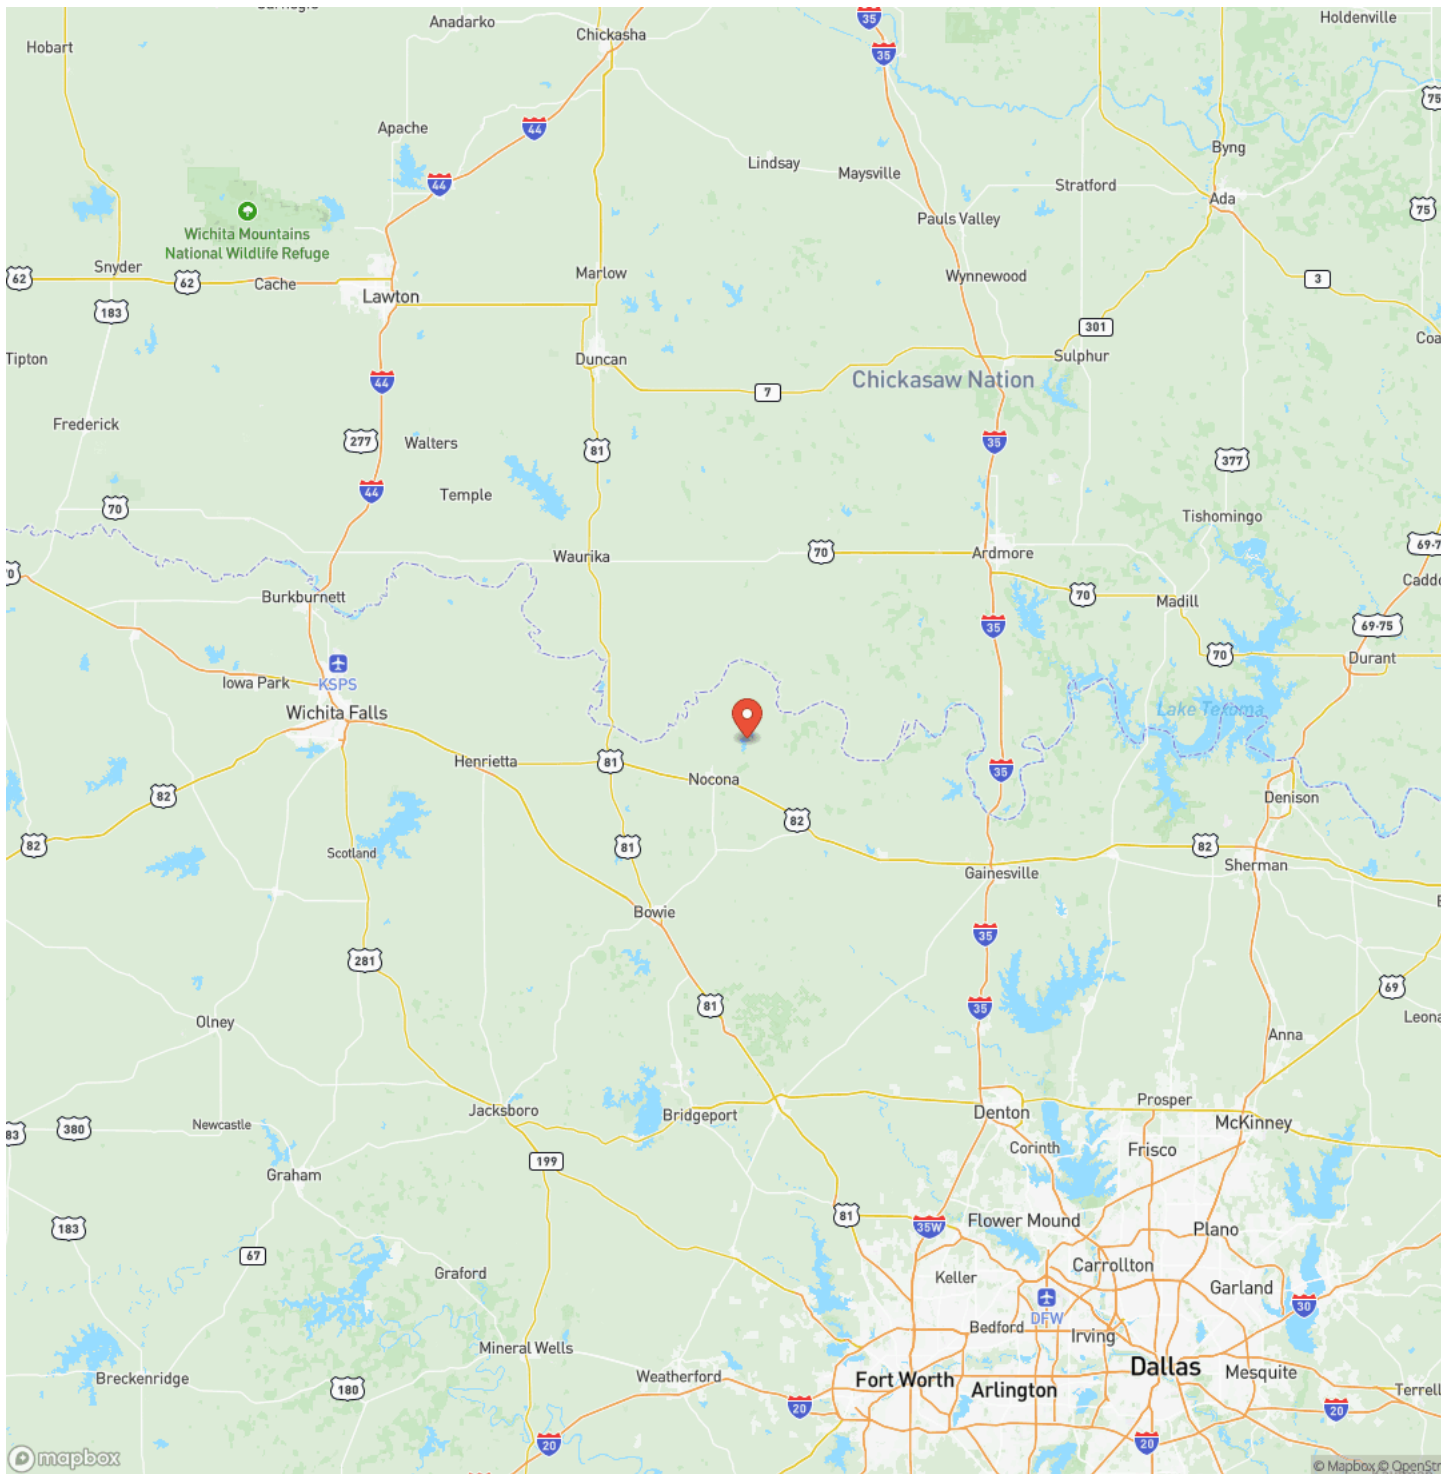 Hobart
Anadarko
Chickasha
35
Holdenville
35
75
Apache
44
Lindsay
Maysville
Byng
44
Stratford
Ada
75
Pauls Valley
Wichita Mountains
National Wildlife Refuge
Snyder
62
62
Cache
Marlow
Wynnewood
3
Lawton
183
301
Tipton
Duncan
Sulphur
Coa
44
Chickasaw Nation
7
Frederick
277
Walters
81
35
377
44
Temple
70
Tishomingo
Waurika
70
Ardmore
69-7
Cadd
Burkburnett
70
Madill
35
69-75
70
Durant
KSPS
Iowa Park
Wichita Falls
Lake Texoma
Henrietta
81
Nocona
35
82
Denison
82
82
Scotland
81
82
Gainesville
Sherman
Bowie
35
281
81
35
69
Olney
Leona
Anna
Jacksboro
Bridgeport
Denton
Prosper
Newcastle
380
83
McKinney
Corinth
Frisco
199
Graham
183
81
35W
Flower Mound
Plano
67
Graford
Keller
Carrollton
Garland
DFW
30
Bedford
Irving
Mineral Wells
Weatherford
Fort Worth
Arlington
Dallas
Mesquite
Breckenridge
180
20
20
Terrell
20
20
mapbox
© Mapbox © OpenStr